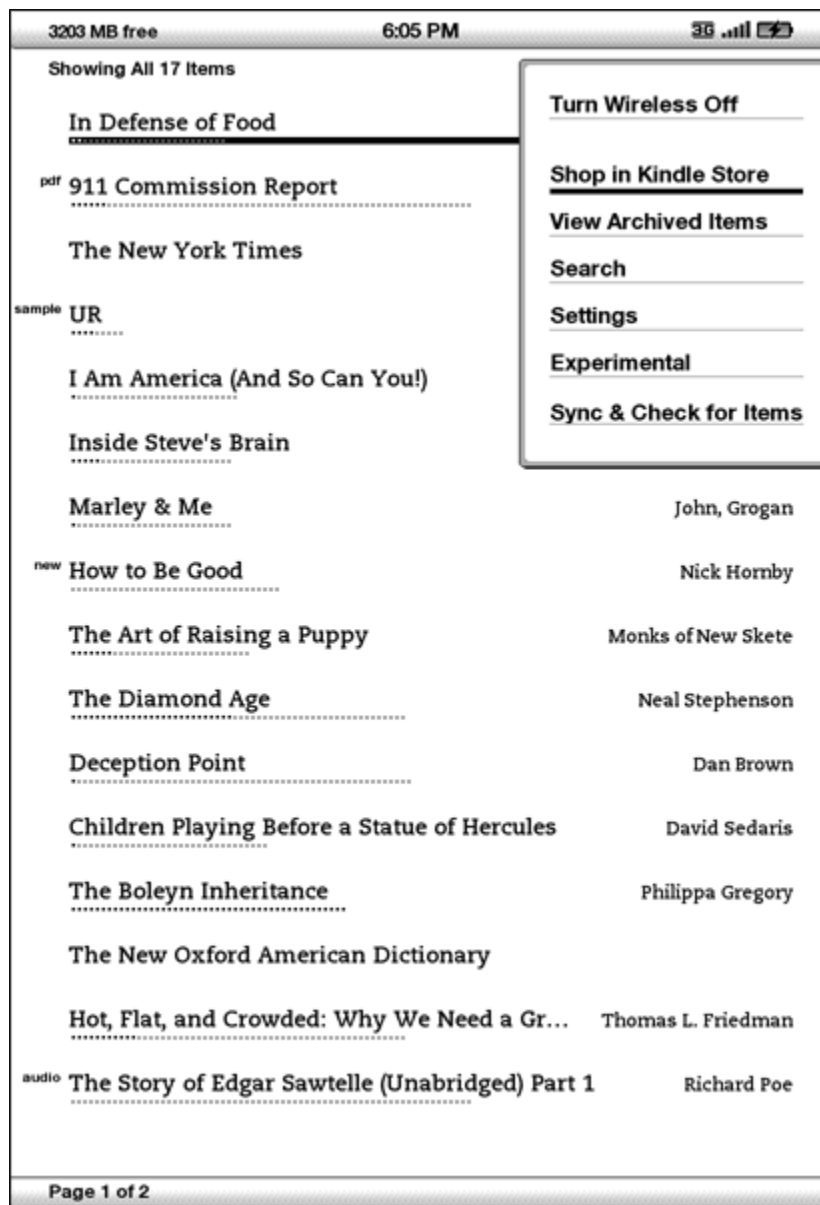 3203 MB free 6:05 PM 3G
Showing All 17 Items
Turn Wireless Off
Shop in Kindle Store
View Archived Items
Search
Settings
Experimental
Sync & Check for Items
In Defense of Food
pdf 911 Commission Report
The New York Times
sample UR
I Am America (And So Can You!)
Inside Steve's Brain
Marley & Me John, Grogan
new How to Be Good Nick Hornby
The Art of Raising a Puppy Monks of New Skete
The Diamond Age Neal Stephenson
Deception Point Dan Brown
Children Playing Before a Statue of Hercules David Sedaris
The Boleyn Inheritance Philippa Gregory
The New Oxford American Dictionary
Hot, Flat, and Crowded: Why We Need a Gr... Thomas L. Friedman
audio The Story of Edgar Sawtelle (Unabridged) Part 1 Richard Poe
Page 1 of 2